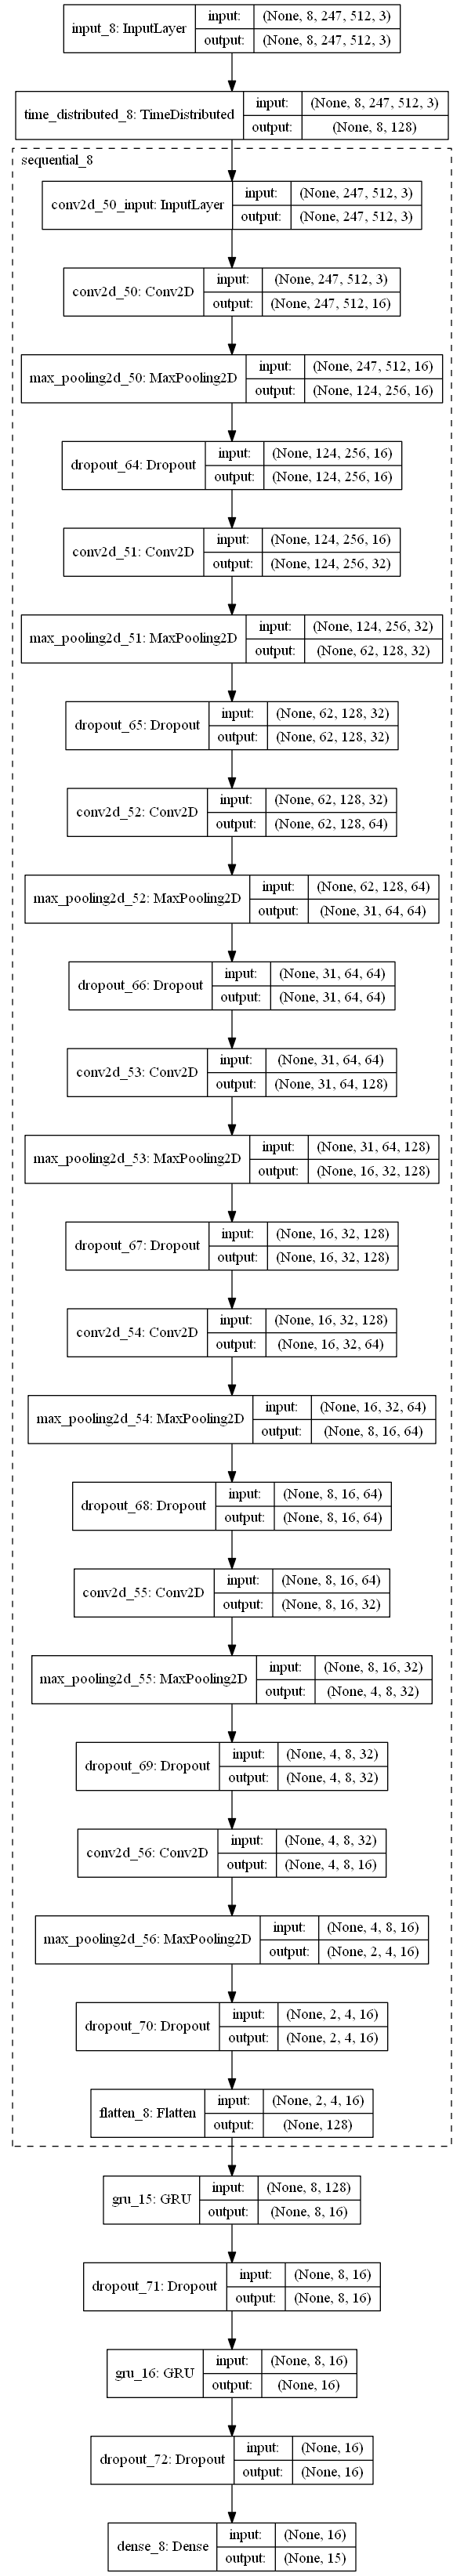 input_8: InputLayer
input: (None, 8, 247, 512, 3)
output: (None, 8, 247, 512, 3)
time_distributed_8: TimeDistributed
input: (None, 8, 247, 512, 3)
output: (None, 8, 128)
sequential_8
conv2d_50_input: InputLayer
input: (None, 247, 512, 3)
output: (None, 247, 512, 3)
conv2d_50: Conv2D
input: (None, 247, 512, 3)
output: (None, 247, 512, 16)
max_pooling2d_50: MaxPooling2D
input: (None, 247, 512, 16)
output: (None, 124, 256, 16)
dropout_64: Dropout
input: (None, 124, 256, 16)
output: (None, 124, 256, 16)
conv2d_51: Conv2D
input: (None, 124, 256, 16)
output: (None, 124, 256, 32)
max_pooling2d_51: MaxPooling2D
input: (None, 124, 256, 32)
output: (None, 62, 128, 32)
dropout_65: Dropout
input: (None, 62, 128, 32)
output: (None, 62, 128, 32)
conv2d_52: Conv2D
input: (None, 62, 128, 32)
output: (None, 62, 128, 64)
max_pooling2d_52: MaxPooling2D
input: (None, 62, 128, 64)
output: (None, 31, 64, 64)
dropout_66: Dropout
input: (None, 31, 64, 64)
output: (None, 31, 64, 64)
conv2d_53: Conv2D
input: (None, 31, 64, 64)
output: (None, 31, 64, 128)
max_pooling2d_53: MaxPooling2D
input: (None, 31, 64, 128)
output: (None, 16, 32, 128)
dropout_67: Dropout
input: (None, 16, 32, 128)
output: (None, 16, 32, 128)
conv2d_54: Conv2D
input: (None, 16, 32, 128)
output: (None, 16, 32, 64)
max_pooling2d_54: MaxPooling2D
input: (None, 16, 32, 64)
output: (None, 8, 16, 64)
dropout_68: Dropout
input: (None, 8, 16, 64)
output: (None, 8, 16, 64)
conv2d_55: Conv2D
input: (None, 8, 16, 64)
output: (None, 8, 16, 32)
max_pooling2d_55: MaxPooling2D
input: (None, 8, 16, 32)
output: (None, 4, 8, 32)
dropout_69: Dropout
input: (None, 4, 8, 32)
output: (None, 4, 8, 32)
conv2d_56: Conv2D
input: (None, 4, 8, 32)
output: (None, 4, 8, 16)
max_pooling2d_56: MaxPooling2D
input: (None, 4, 8, 16)
output: (None, 2, 4, 16)
dropout_70: Dropout
input: (None, 2, 4, 16)
output: (None, 2, 4, 16)
flatten_8: Flatten
input: (None, 2, 4, 16)
output: (None, 128)
gru_15: GRU
input: (None, 8, 128)
output: (None, 8, 16)
dropout_71: Dropout
input: (None, 8, 16)
output: (None, 8, 16)
gru_16: GRU
input: (None, 8, 16)
output: (None, 16)
dropout_72: Dropout
input: (None, 16)
output: (None, 16)
dense_8: Dense
input: (None, 16)
output: (None, 15)